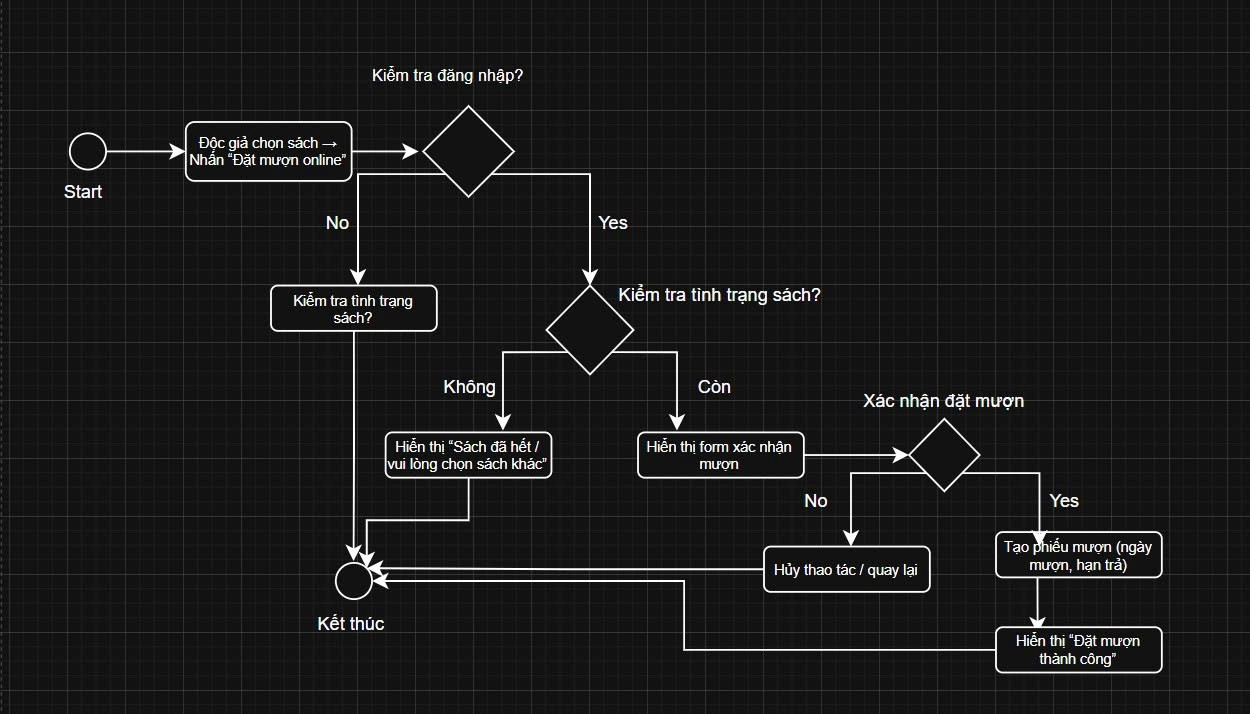 Kiểm tra đăng nhập?
Độc giả chọn sách →
Nhấn “Đặt mượn online”
Start
No
Yes
Kiểm tra tình trạng
sách?
Kiểm tra tình trạng sách?
Không
Còn
Xác nhận đặt mượn
Hiển thị “Sách đã hết /
vui lòng chọn sách khác”
Hiển thị form xác nhận
mượn
No
Yes
Tạo phiếu mượn (ngày
mượn, hạn trả)
Hủy thao tác / quay lại
Kết thúc
Hiển thị “Đặt mượn
thành công”